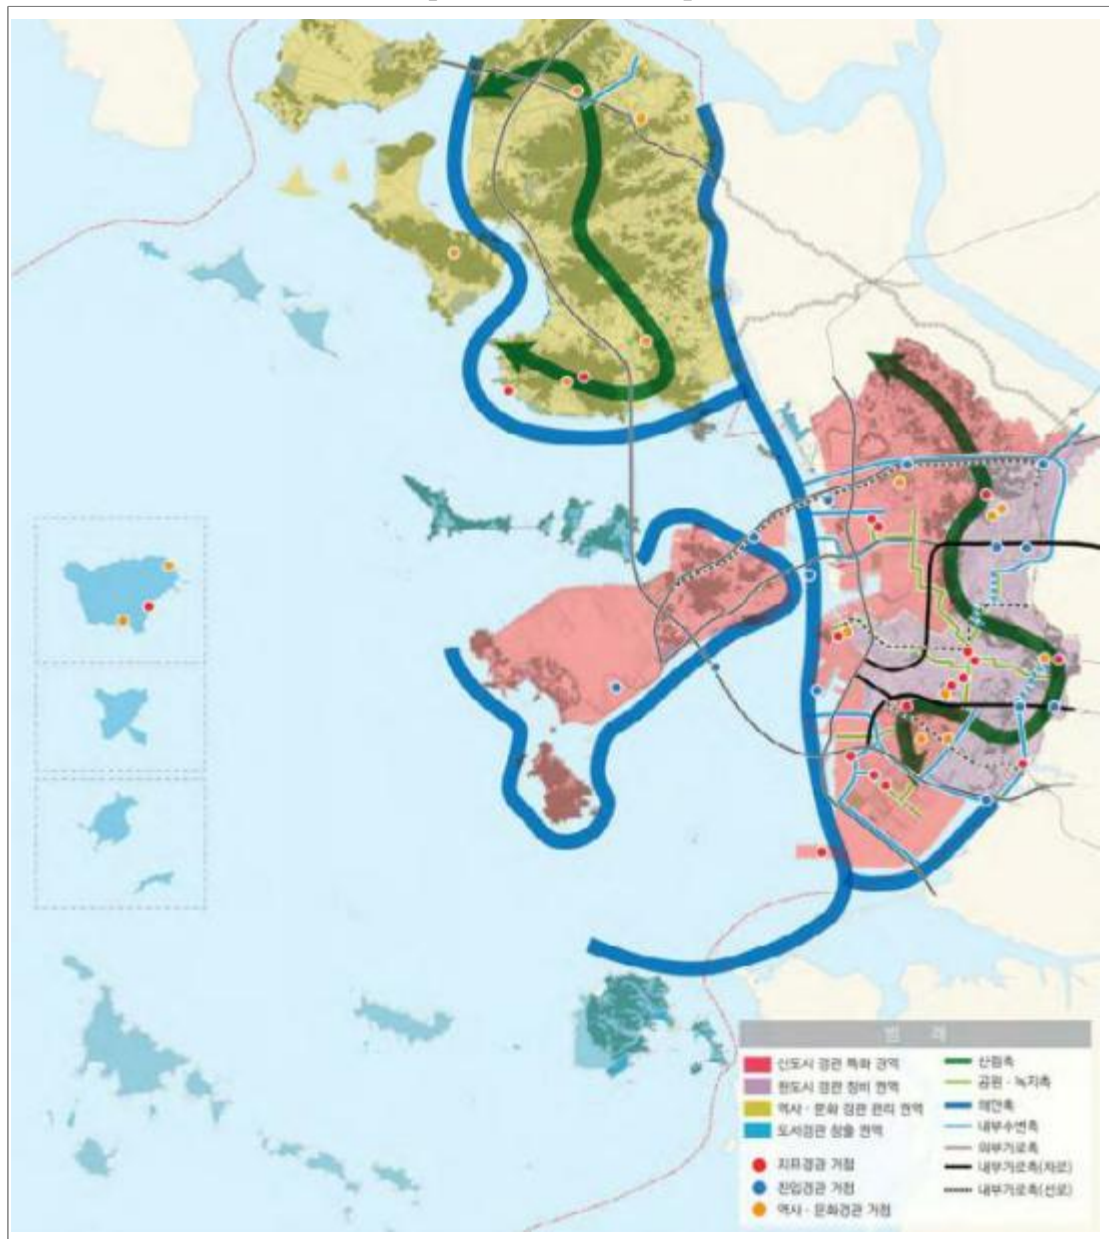 범 례
신도시 경관 특화 권역
원도시 경관 정비 권역
역사·문화 경관 관리 권역
도서경관 창출 권역
지표경관 거점
진입경관 거점
역사·문화경관 거점
산림축
공원·녹지축
해안축
내부수변축
외부가로축
내부가로축(차로)
내부가로축(선로)